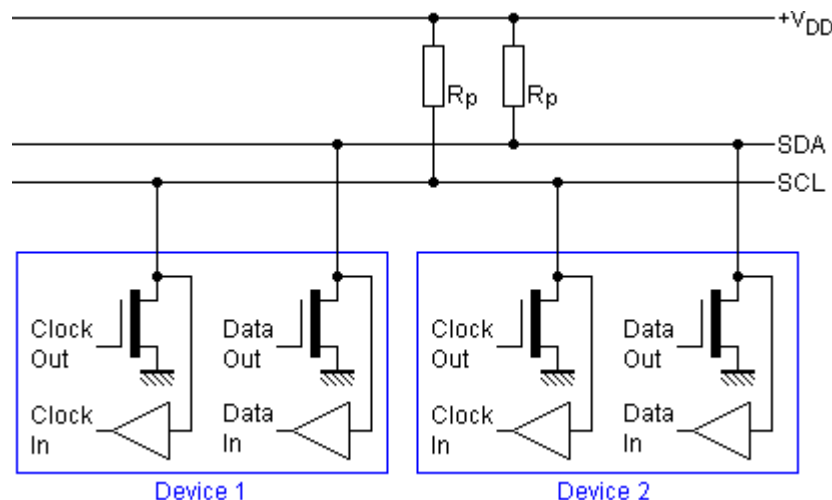 +VDD
Rp
Rp
SDA
SCL
Clock
Out
Data
Out
Clock
Out
Data
Out
Clock
In
Data
In
Clock
In
Data
In
Device 1
Device 2